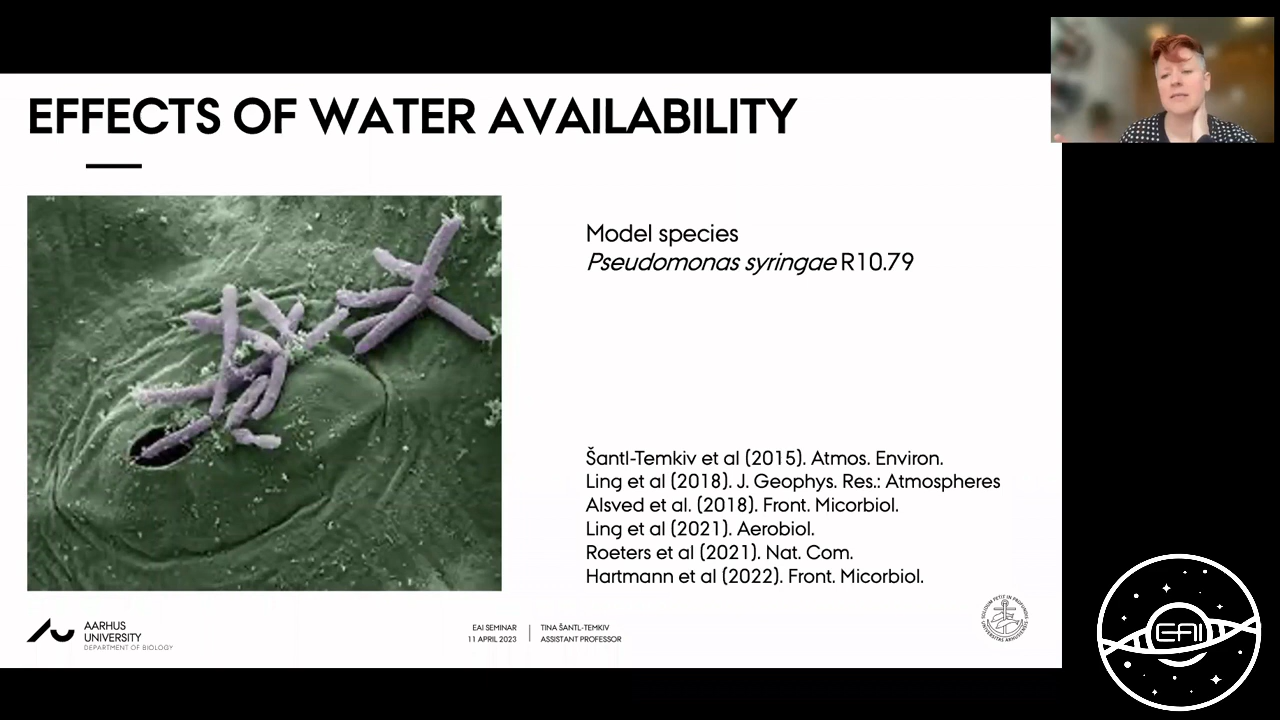 EFFECTS OF WATER AVAILABILITY
Model species
Pseudomonas syringae R10.79
Šantl-Temkiv et al (2015). Atmos. Environ.
Ling et al (2018). J. Geophys. Res.: Atmospheres
Alsved et al. (2018). Front. Micorbiol.
Ling et al (2021). Aerobiol.
Roeters et al (2021). Nat. Com.
Hartmann et al (2022). Front. Micorbiol.
AARHUS
UNIVERSITY
DEPARTMENT OF BIOLOGY
EAI SEMINAR
11 APRIL 2023
TINA ŠANTL-TEMKIV
ASSISTANT PROFESSOR
EAI